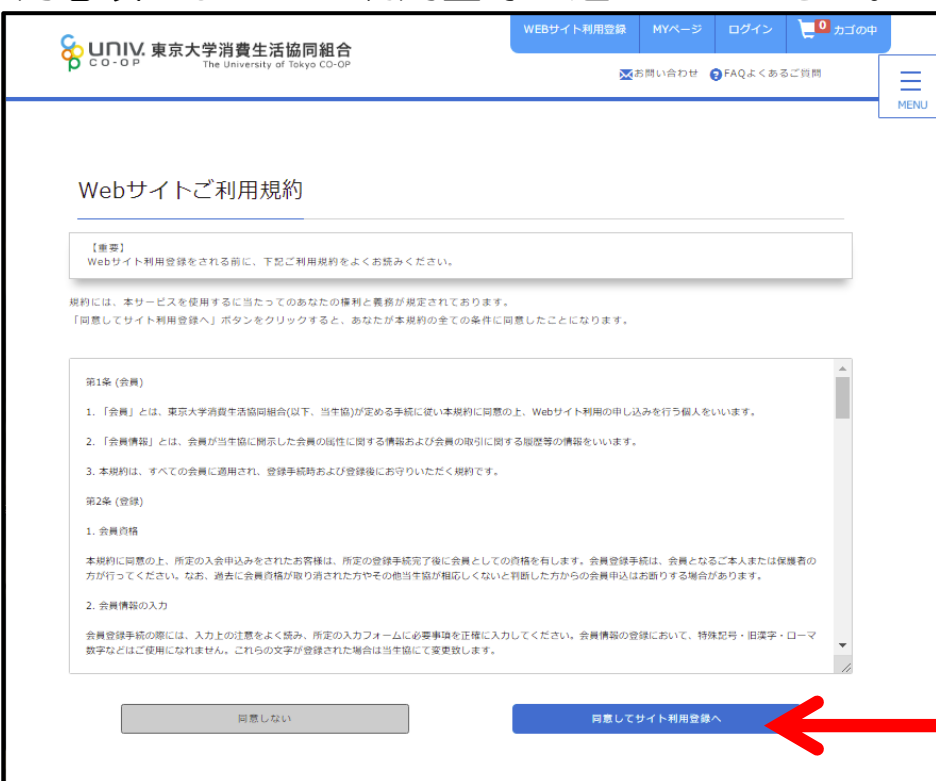 WEBサイト利用登録 MYページ ログイン 0 カゴの中
UNIV. CO-OP 東京大学消費生活協同組合
The University of Tokyo CO-OP
お問い合わせ FAQよくあるご質問
MENU
Webサイトご利用規約
【重要】
Webサイト利用登録をされる前に、下記ご利用規約をよくお読みください。
規約には、本サービスを使用するに当たってのあなたの権利と義務が規定されております。
「同意してサイト利用登録へ」ボタンをクリックすると、あなたが本規約の全ての条件に同意したことになります。
第1条 (会員)
1. 「会員」とは、東京大学消費生活協同組合(以下、当生協)が定める手続に従い本規約に同意の上、Webサイト利用の申し込みを行う個人をいいます。
2. 「会員情報」とは、会員が当生協に開示した会員の属性に関する情報および会員の取引に関する履歴等の情報をいいます。
3. 本規約は、すべての会員に適用され、登録手続時および登録後にお守りいただく規約です。
第2条 (登録)
1. 会員資格
本規約に同意の上、所定の入会申込みをされたお客様は、所定の登録手続完了後に会員としての資格を有します。会員登録手続は、会員となるご本人または保護者の
方が行ってください。なお、過去に会員資格が取り消された方やその他当生協が相応しくないと判断した方からの会員申込はお断りする場合があります。
2. 会員情報の入力
会員登録手続の際には、入力上の注意をよく読み、所定の入力フォームに必要事項を正確に入力してください。会員情報の登録において、特殊記号・旧漢字・ローマ
数字などはご使用になれません。これらの文字が登録された場合は当生協にて変更致します。
同意しない 同意してサイト利用登録へ